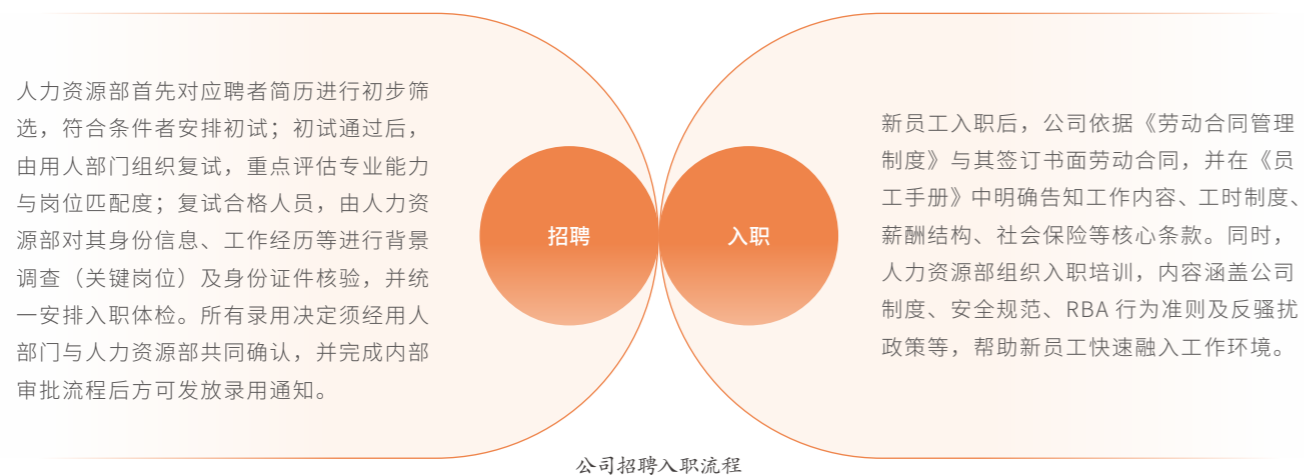 人力资源部首先对应聘者简历进行初步筛
选，符合条件者安排初试；初试通过后，
由用人部门组织复试，重点评估专业能力
与岗位匹配度；复试合格人员，由人力资
源部对其身份信息、工作经历等进行背景
调查（关键岗位）及身份证件核验，并统
一安排入职体检。所有录用决定须经用人
部门与人力资源部共同确认，并完成内部
审批流程后方可发放录用通知。
招聘
入职
新员工入职后，公司依据《劳动合同管理
制度》与其签订书面劳动合同，并在《员
工手册》中明确告知工作内容、工时制度、
薪酬结构、社会保险等核心条款。同时，
人力资源部组织入职培训，内容涵盖公司
制度、安全规范、RBA 行为准则及反骚扰
政策等，帮助新员工快速融入工作环境。
公司招聘入职流程